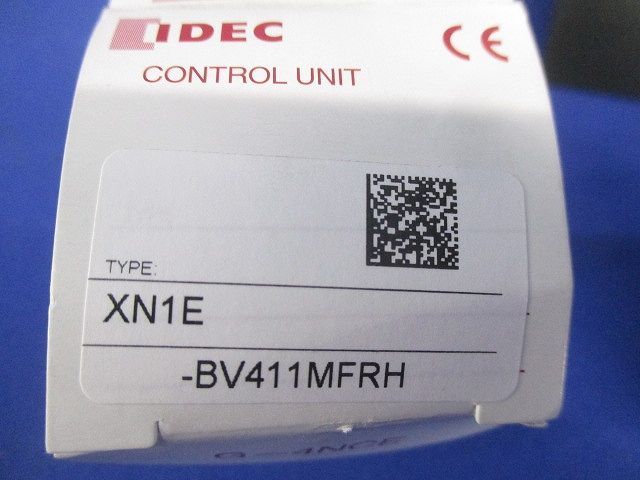 IDEC
CE
CONTROL UNIT
TYPE:
XN1E
-BV411MFRH